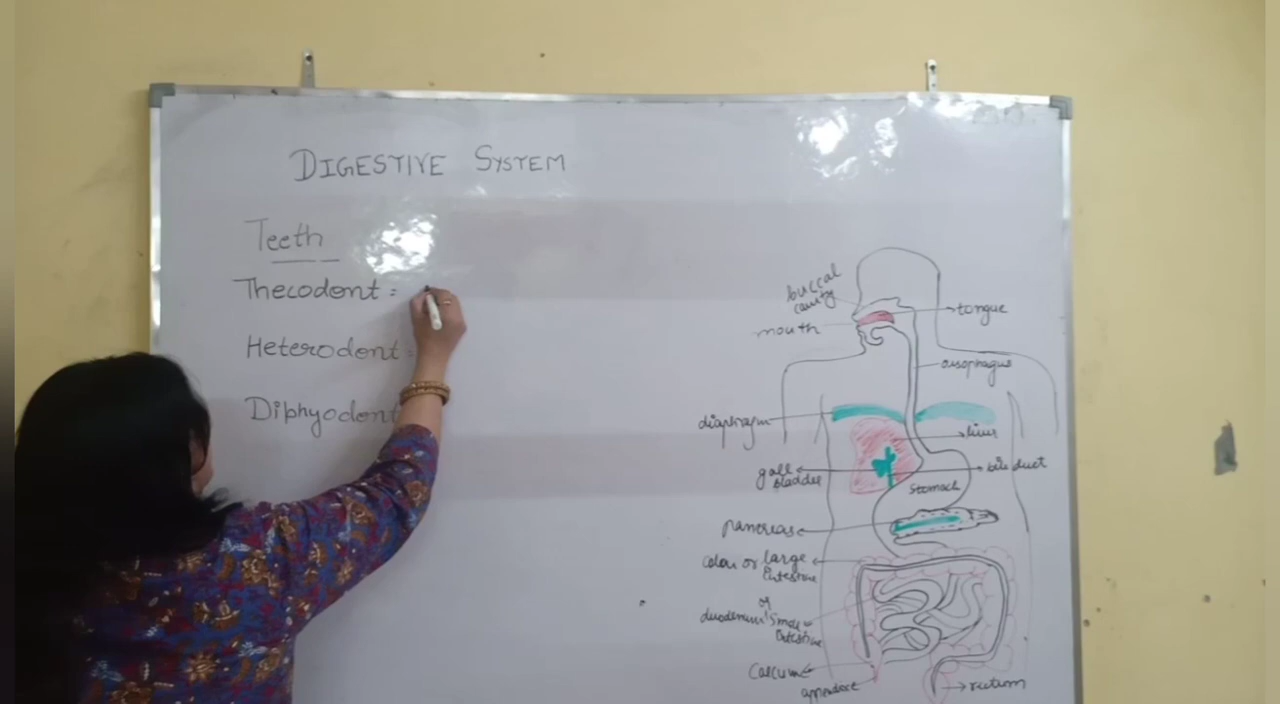 DIGESTIVE SYSTEM
Teeth
Thecodont =
Heterodont =
Diphyodont
buccal
cavity
mouth
tongue
oesophagus
diaphragm
liver
gall
bladder
bile duct
stomach
pancreas
colon or large
intestine
or
duodenum small
intestine
Caecum
appendix
rectum